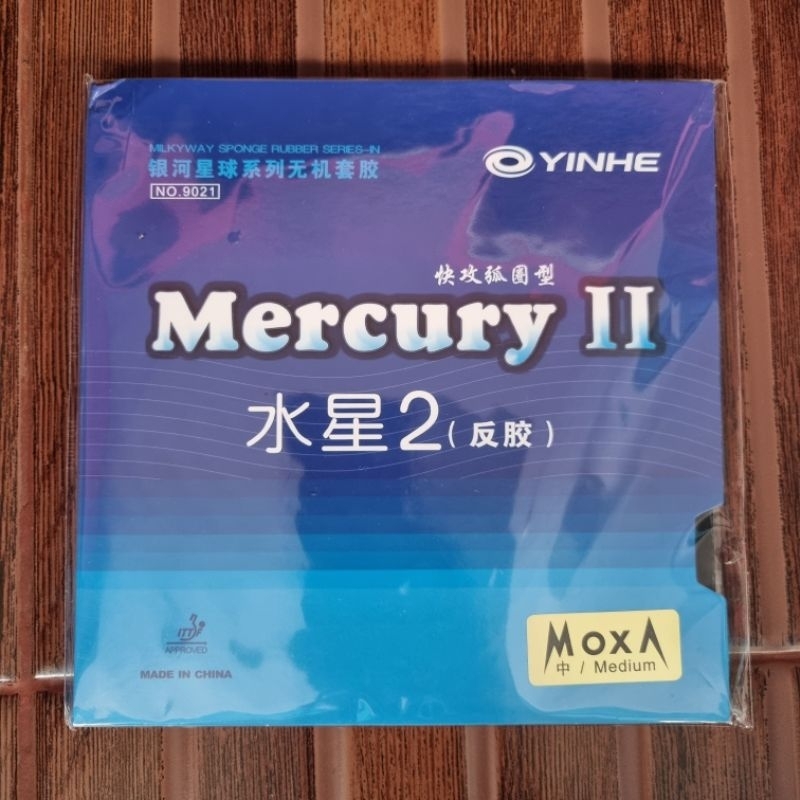 MILKYWAY SPONGE RUBBER SERIES-IN
银河星球系列无机套胶
NO.9021
YINHE
快攻弧圈型
Mercury II
水星2(反胶)
ITTF
APPROVED
MADE IN CHINA
MoxA
中 / Medium